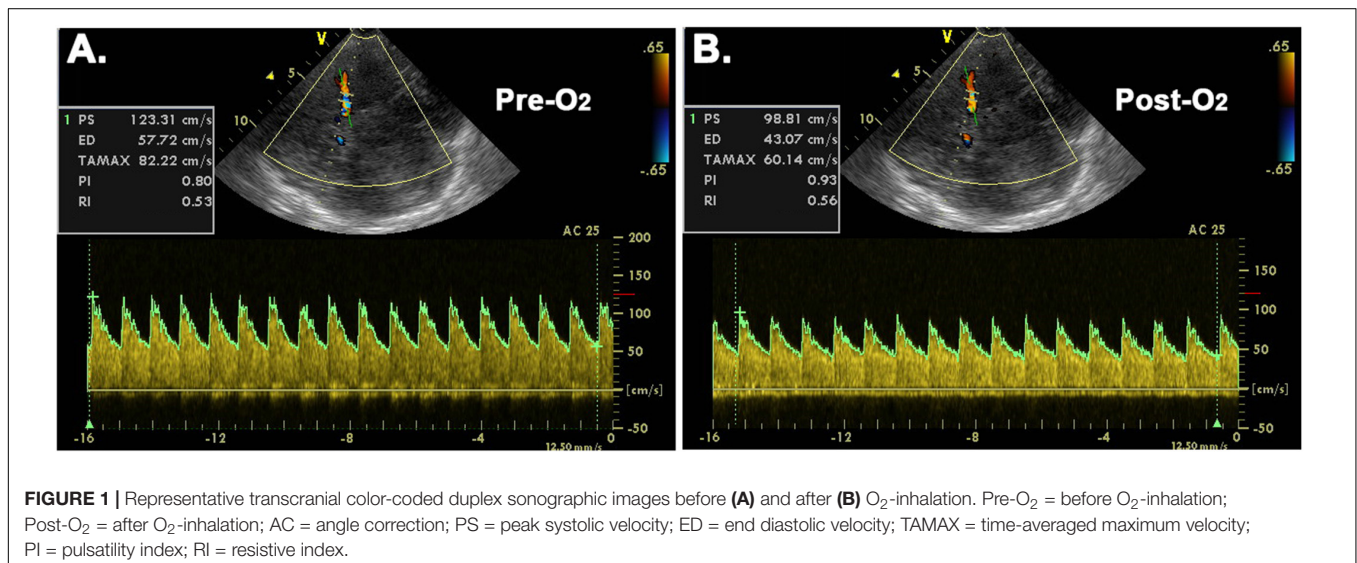 A.
V
5
10
Pre-O2
.65
-.65
1 PS 123.31 cm/s
ED 57.72 cm/s
TAMAX 82.22 cm/s
PI 0.80
RI 0.53
AC 25
200
150
100
50
[cm/s]
-50
-16 -12 -8 -4 0
12.50 mm/s
B.
V
5
10
Post-O2
.65
-.65
1 PS 98.81 cm/s
ED 43.07 cm/s
TAMAX 60.14 cm/s
PI 0.93
RI 0.56
AC 25
150
100
50
[cm/s]
-50
-16 -12 -8 -4 0
12.50 mm/s
FIGURE 1 | Representative transcranial color-coded duplex sonographic images before (A) and after (B) O2-inhalation. Pre-O2 = before O2-inhalation;
Post-O2 = after O2-inhalation; AC = angle correction; PS = peak systolic velocity; ED = end diastolic velocity; TAMAX = time-averaged maximum velocity;
PI = pulsatility index; RI = resistive index.